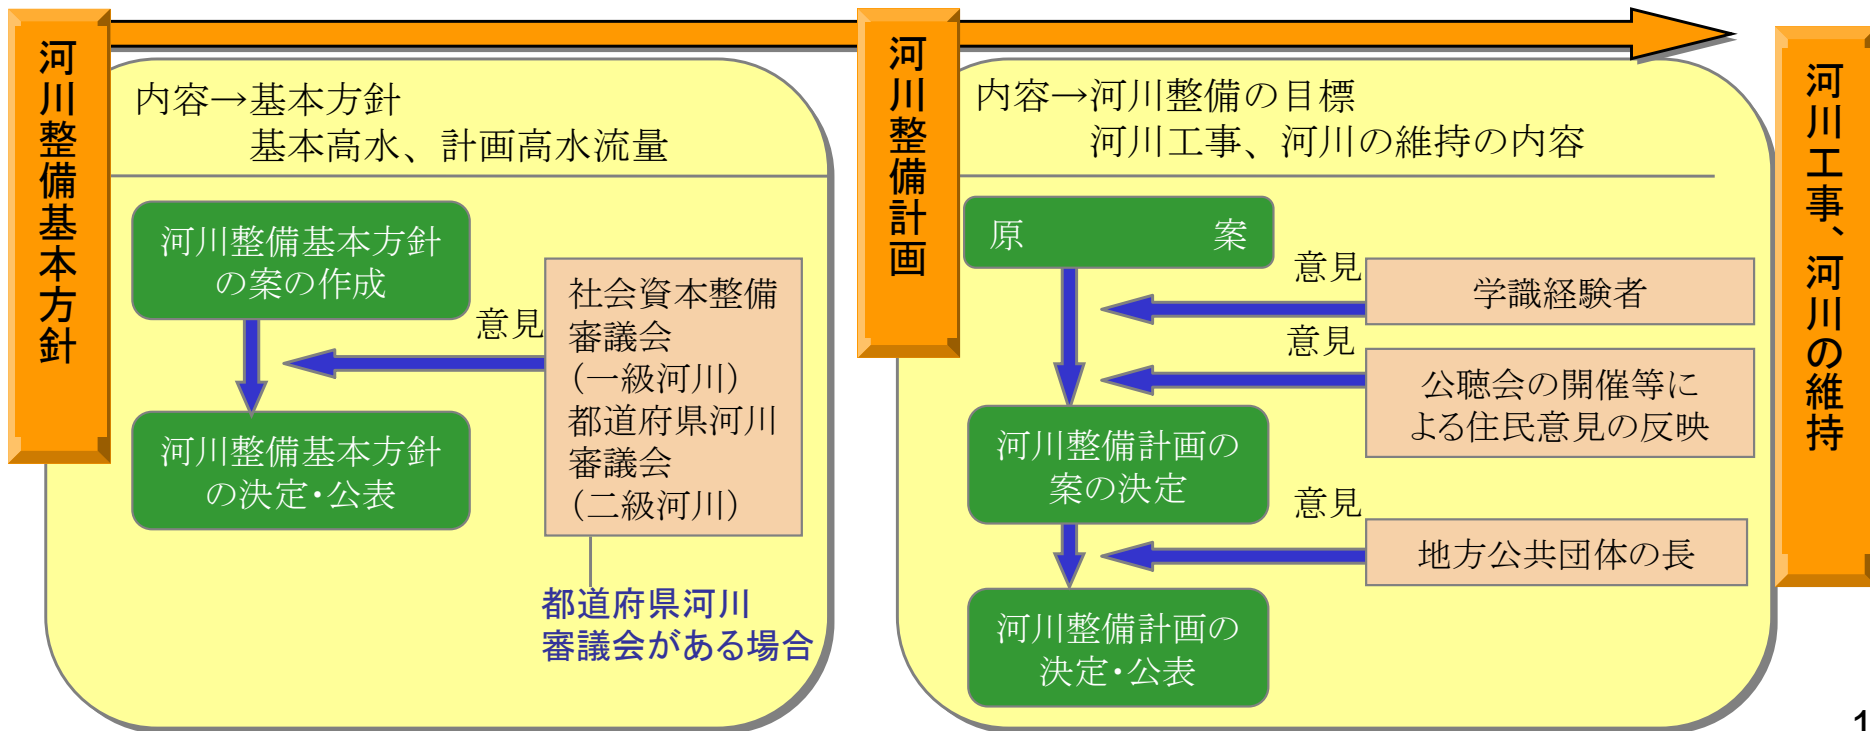 河川整備基本方針
内容→基本方針
基本高水、計画高水流量
河川整備基本方針
の案の作成
意見
社会資本整備
審議会
(一級河川)
都道府県河川
審議会
(二級河川)
河川整備基本方針
の決定・公表
都道府県河川
審議会がある場合
河川整備計画
内容→河川整備の目標
河川工事、河川の維持の内容
原 案
意見
学識経験者
意見
公聴会の開催等に
よる住民意見の反映
河川整備計画の
案の決定
意見
地方公共団体の長
河川整備計画の
決定・公表
河川工事、河川の維持
1